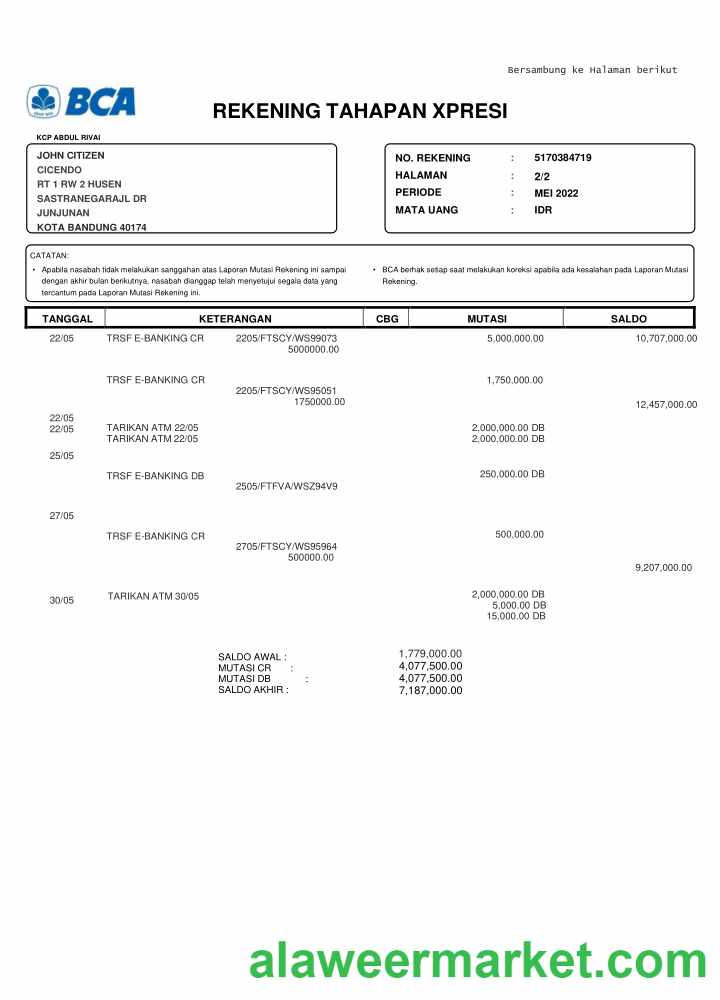 Bersambung ke Halaman berikut
BCA
REKENING TAHAPAN XPRESI
KCP ABDUL RIVAI
JOHN CITIZEN
CICENDO
RT 1 RW 2 HUSEN
SASTRANEGARAJL DR
JUNJUNAN
KOTA BANDUNG 40174
NO. REKENING : 5170384719
HALAMAN : 2/2
PERIODE : MEI 2022
MATA UANG : IDR
CATATAN:
• Apabila nasabah tidak melakukan sanggahan atas Laporan Mutasi Rekening ini sampai
dengan akhir bulan berikutnya, nasabah dianggap telah menyetujui segala data yang
tercantum pada Laporan Mutasi Rekening ini.
• BCA berhak setiap saat melakukan koreksi apabila ada kesalahan pada Laporan Mutasi
Rekening.
TANGGAL KETERANGAN CBG MUTASI SALDO
22/05 TRSF E-BANKING CR 2205/FTSCY/WS99073 5,000,000.00 10,707,000.00
5000000.00
TRSF E-BANKING CR 1,750,000.00
2205/FTSCY/WS95051
1750000.00
12,457,000.00
22/05
22/05 TARIKAN ATM 22/05 2,000,000.00 DB
TARIKAN ATM 22/05 2,000,000.00 DB
25/05
TRSF E-BANKING DB 250,000.00 DB
2505/FTFVA/WSZ94V9
27/05
TRSF E-BANKING CR 500,000.00
2705/FTSCY/WS95964
500000.00
9,207,000.00
30/05 TARIKAN ATM 30/05 2,000,000.00 DB
5,000.00 DB
15,000.00 DB
SALDO AWAL : 1,779,000.00
MUTASI CR : 4,077,500.00
MUTASI DB : 4,077,500.00
SALDO AKHIR : 7,187,000.00
alaweermarket.com